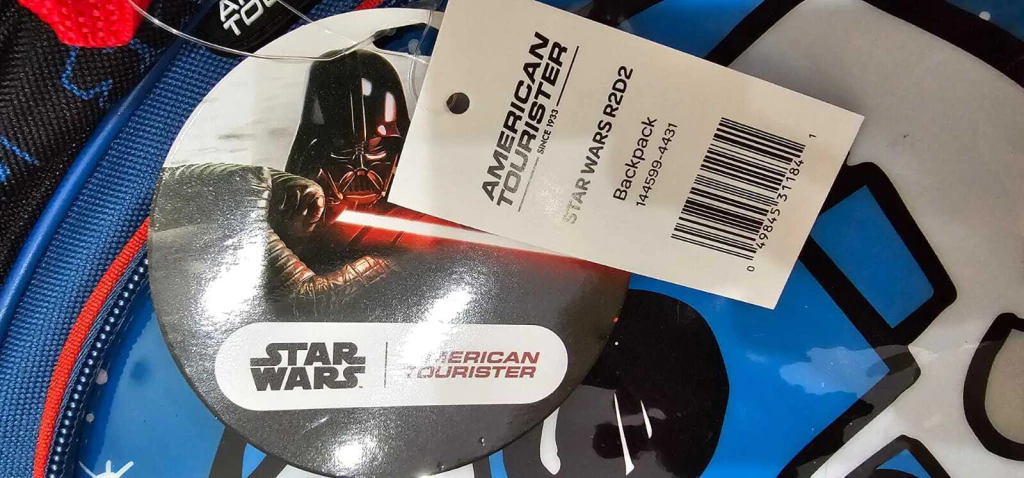 AMERICAN
TOURISTER
SINCE 1933
STAR WARS R2D2
Backpack
144599-4431
0 49845 31184 1
STAR
WARS
AMERICAN
TOURISTER